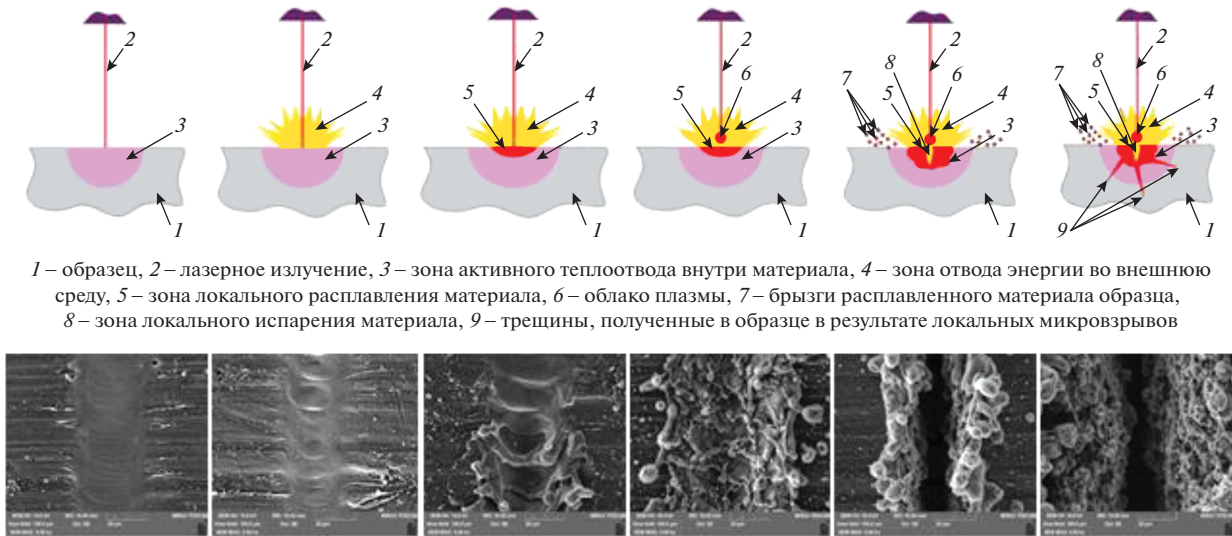 2 2 2 2 2 2
8 6 8 6
7 7
5 4
4 5 6 4 5 4 5 4
3 3 3 3 3 3
1 1 1 1 1 1
9
1 – образец, 2 – лазерное излучение, 3 – зона активного теплоотвода внутри материала, 4 – зона отвода энергии во внешнюю
среду, 5 – зона локального расплавления материала, 6 – облако плазмы, 7 – брызги расплавленного материала образца,
8 – зона локального испарения материала, 9 – трещины, полученные в образце в результате локальных микровзрывов